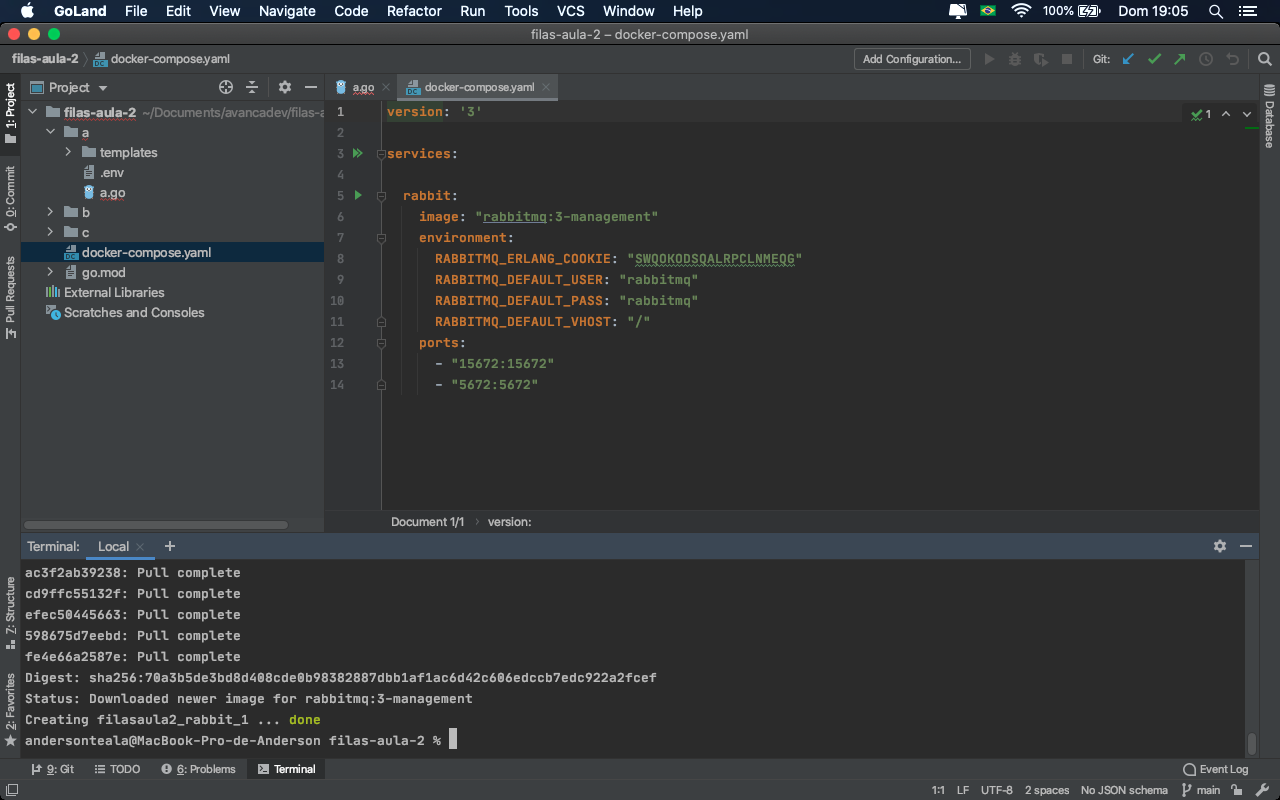 GoLand File Edit View Navigate Code Refactor Run Tools VCS Window Help 100% Dom 19:05
filas-aula-2 – docker-compose.yaml
filas-aula-2 docker-compose.yaml Add Configuration... Git:
Project a.go docker-compose.yaml
1: Project
0: Commit
Pull Requests
Z: Structure
2: Favorites
Database
filas-aula-2 ~/Documents/avancadev/filas-a
a
templates
.env
a.go
b
c
docker-compose.yaml
go.mod
External Libraries
Scratches and Consoles
1 version: '3' 1
2
3 services:
4
5 rabbit:
6 image: "rabbitmq:3-management"
7 environment:
8 RABBITMQ_ERLANG_COOKIE: "SWQOKODSQALRPCLNMEQG"
9 RABBITMQ_DEFAULT_USER: "rabbitmq"
10 RABBITMQ_DEFAULT_PASS: "rabbitmq"
11 RABBITMQ_DEFAULT_VHOST: "/"
12 ports:
13 - "15672:15672"
14 - "5672:5672"
Document 1/1 version:
Terminal: Local
ac3f2ab39238: Pull complete
cd9ffc55132f: Pull complete
efec50445663: Pull complete
598675d7eebd: Pull complete
fe4e66a2587e: Pull complete
Digest: sha256:70a3b5de3bd8d408cde0b98382887dbb1af1ac6d42c606edccb7edc922a2fcef
Status: Downloaded newer image for rabbitmq:3-management
Creating filasaula2_rabbit_1 ... done
andersonteala@MacBook-Pro-de-Anderson filas-aula-2 %
9: Git TODO 6: Problems Terminal Event Log
1:1 LF UTF-8 2 spaces No JSON schema main